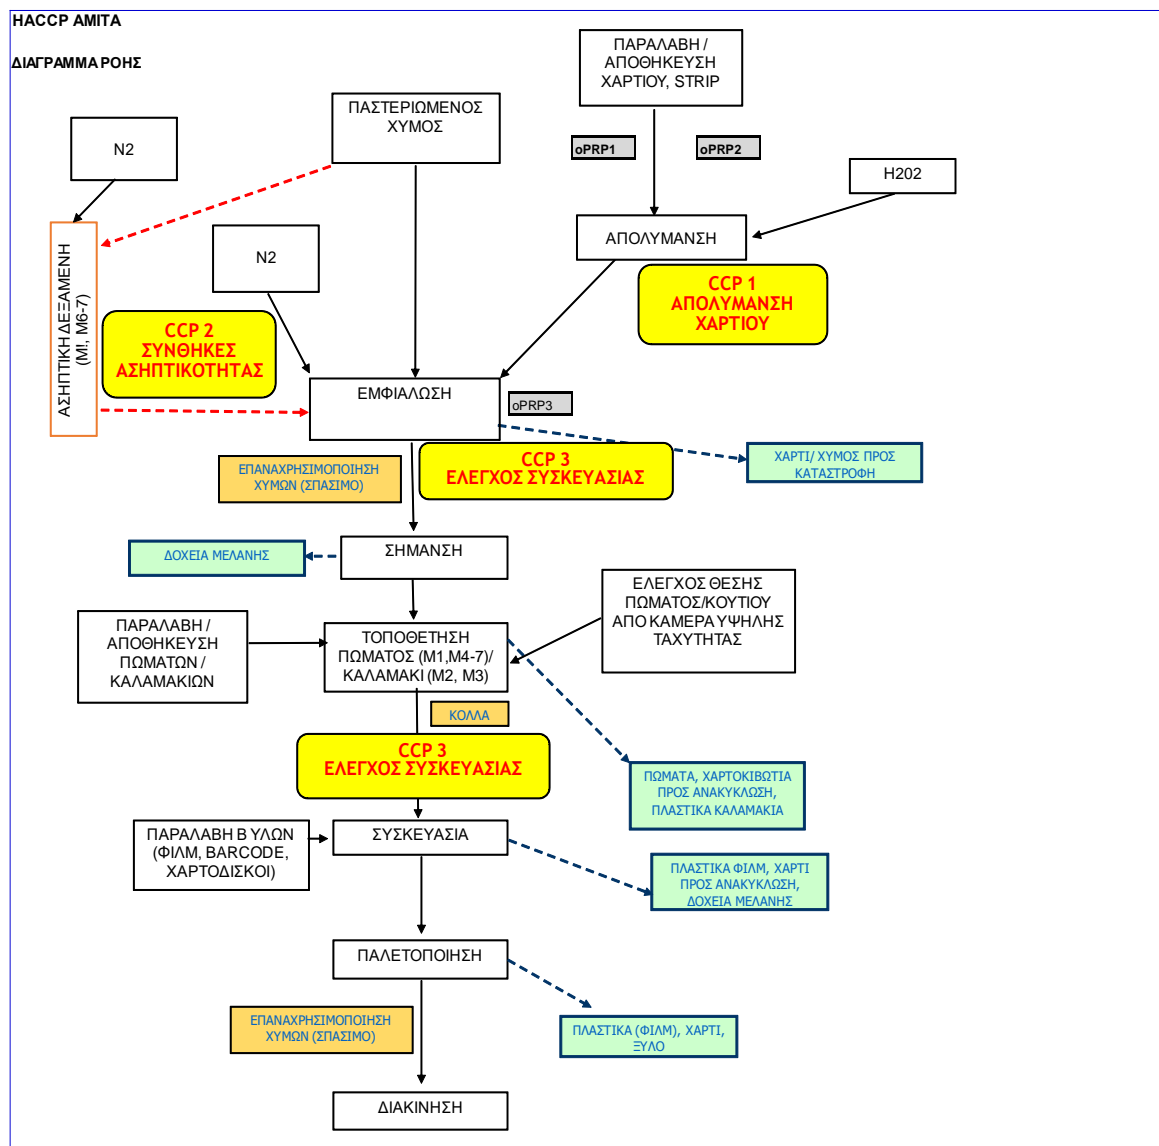 HACCP ΑΜΙΤΑ
ΔΙΑΓΡΑΜΜΑ ΡΟΗΣ
ΠΑΡΑΛΑΒΗ /
ΑΠΟΘΗΚΕΥΣΗ
ΧΑΡΤΙΟΥ, STRIP
ΠΑΣΤΕΡΙΩΜΕΝΟΣ
ΧΥΜΟΣ
N2
oPRP1
oPRP2
H202
ΑΠΟΛΥΜΑΝΣΗ
N2
ΑΣΗΠΤΙΚΗ ΔΕΞΑΜΕΝΗ
(Μ!, Μ6-7)
CCP 1
ΑΠΟΛΥΜΑΝΣΗ
ΧΑΡΤΙΟΥ
CCP 2
ΣΥΝΘΗΚΕΣ
ΑΣΗΠΤΙΚΟΤΗΤΑΣ
ΕΜΦΙΑΛΩΣΗ
oPRP3
CCP 3
ΕΛΕΓΧΟΣ ΣΥΣΚΕΥΑΣΙΑΣ
ΧΑΡΤΙ/ ΧΥΜΟΣ ΠΡΟΣ
ΚΑΤΑΣΤΡΟΦΗ
ΕΠΑΝΑΧΡΗΣΙΜΟΠΟΙΗΣΗ
ΧΥΜΩΝ (ΣΠΑΣΙΜΟ)
ΣΗΜΑΝΣΗ
ΔΟΧΕΙΑ ΜΕΛΑΝΗΣ
ΕΛΕΓΧΟΣ ΘΕΣΗΣ
ΠΩΜΑΤΟΣ/ΚΟΥΤΙΟΥ
ΑΠΟ ΚΑΜΕΡΑ ΥΨΗΛΗΣ
ΤΑΧΥΤΗΤΑΣ
ΠΑΡΑΛΑΒΗ /
ΑΠΟΘΗΚΕΥΣΗ
ΠΩΜΑΤΩΝ /
ΚΑΛΑΜΑΚΙΩΝ
ΤΟΠΟΘΕΤΗΣΗ
ΠΩΜΑΤΟΣ (Μ1,Μ4-7)/
ΚΑΛΑΜΑΚΙ (Μ2, Μ3)
ΚΟΛΛΑ
CCP 3
ΕΛΕΓΧΟΣ ΣΥΣΚΕΥΑΣΙΑΣ
ΠΩΜΑΤΑ, ΧΑΡΤΟΚΙΒΩΤΙΑ
ΠΡΟΣ ΑΝΑΚΥΚΛΩΣΗ,
ΠΛΑΣΤΙΚΑ ΚΑΛΑΜΑΚΙΑ
ΠΑΡΑΛΑΒΗ Β ΥΛΩΝ
(ΦΙΛΜ, BARCODE,
ΧΑΡΤΟΔΙΣΚΟΙ)
ΣΥΣΚΕΥΑΣΙΑ
ΠΛΑΣΤΙΚΑ ΦΙΛΜ, ΧΑΡΤΙ
ΠΡΟΣ ΑΝΑΚΥΚΛΩΣΗ,
ΔΟΧΕΙΑ ΜΕΛΑΝΗΣ
ΠΑΛΕΤΟΠΟΙΗΣΗ
ΕΠΑΝΑΧΡΗΣΙΜΟΠΟΙΗΣΗ
ΧΥΜΩΝ (ΣΠΑΣΙΜΟ)
ΠΛΑΣΤΙΚΑ (ΦΙΛΜ), ΧΑΡΤΙ,
ΞΥΛΟ
ΔΙΑΚΙΝΗΣΗ